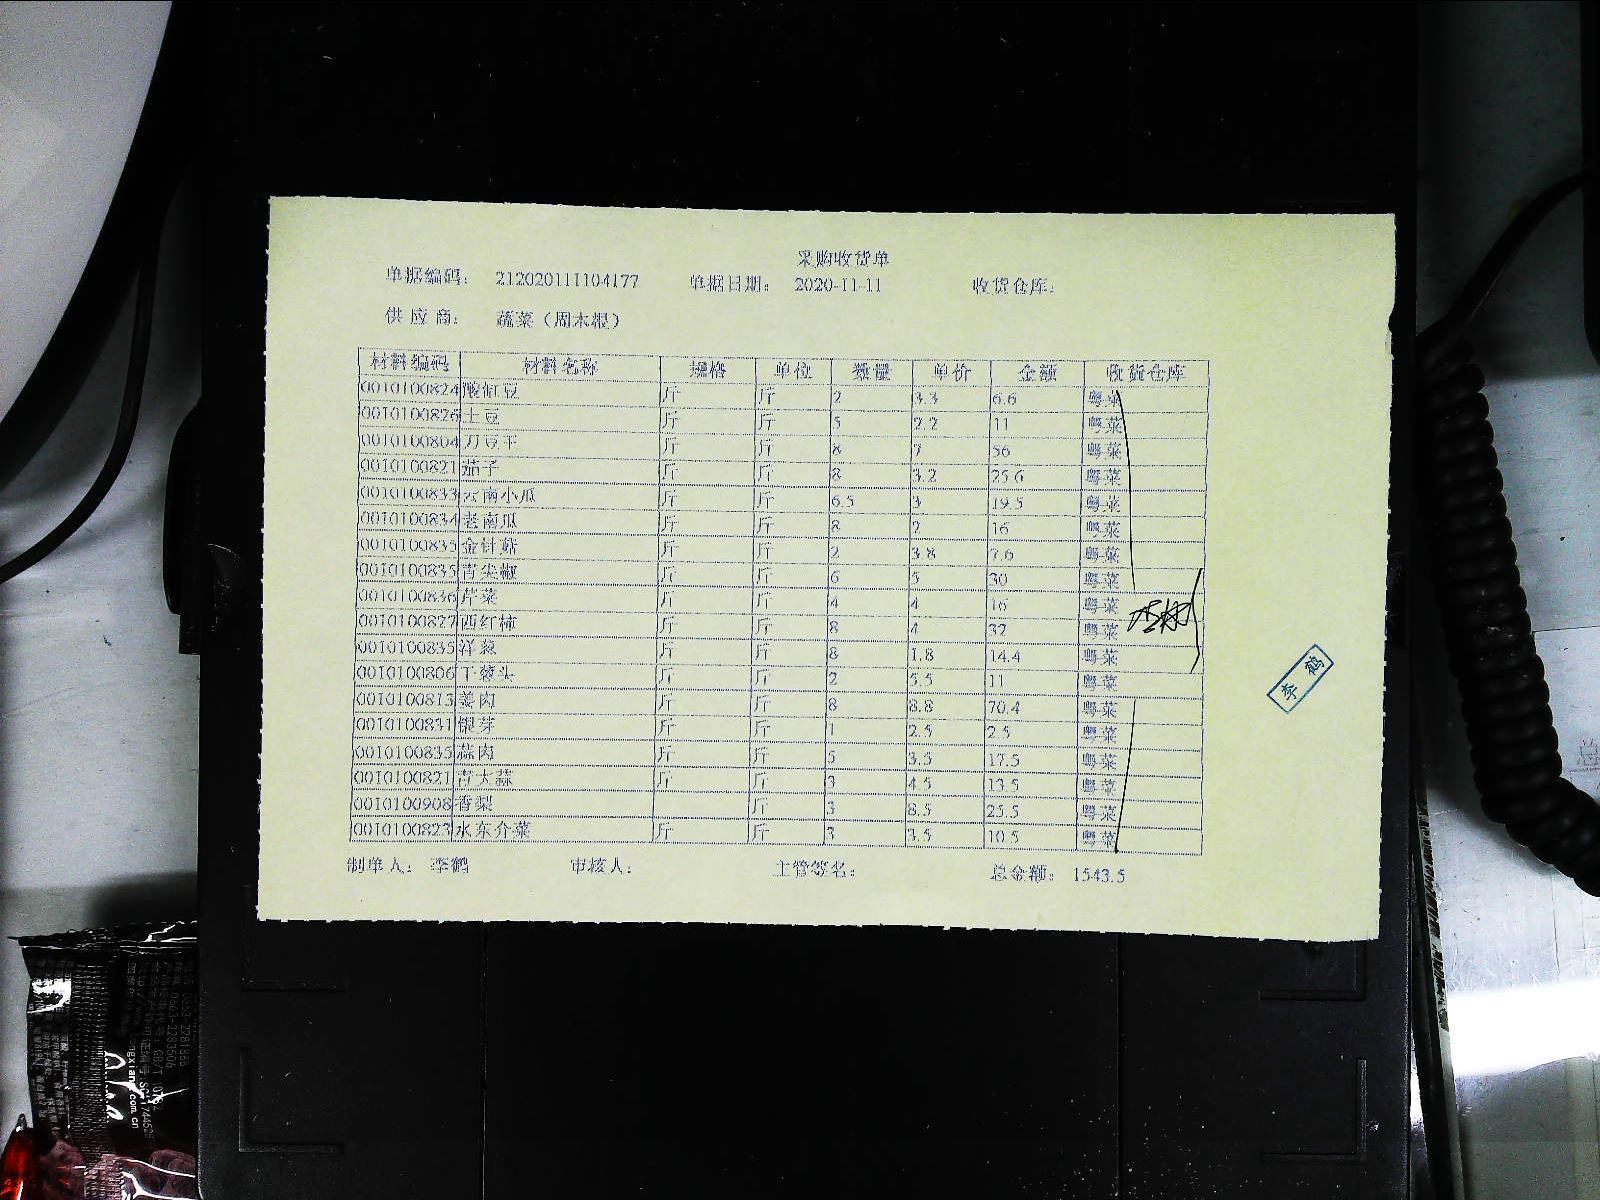 采购收货单
单据编码： 212020111104177 单据日期： 2020-11-11 收货仓库：
供应商： 蔬菜（周木根）
材料编码 材料名称 规格 单位 数量 单价 金额 收货仓库
0010100824 酸缸豆 斤 斤 2 3.3 6.6 粤菜
0010100826 土豆 斤 斤 5 2.2 11 粤菜
0010100804 刀豆干 斤 斤 8 7 56 粤菜
0010100821 茄子 斤 斤 8 3.2 25.6 粤菜
0010100833 云南小瓜 斤 斤 6.5 3 19.5 粤菜
0010100834 老南瓜 斤 斤 8 2 16 粤菜
0010100835 金针菇 斤 斤 2 3.8 7.6 粤菜
0010100835 青尖椒 斤 斤 6 5 30 粤菜
0010100836 芹菜 斤 斤 4 4 16 粤菜
0010100827 西红柿 斤 斤 8 4 32 粤菜
0010100835 洋葱 斤 斤 8 1.8 14.4 粤菜
0010100806 干葱头 斤 斤 2 5.5 11 粤菜
0010100815 姜肉 斤 斤 8 8.8 70.4 粤菜
0010100831 银芽 斤 斤 1 2.5 2.5 粤菜
0010100835 蒜肉 斤 斤 5 3.5 17.5 粤菜
0010100821 青大蒜 斤 斤 3 4.5 13.5 粤菜
0010100908 香梨 斤 3 8.5 25.5 粤菜
0010100823 水东介菜 斤 斤 3 3.5 10.5 粤菜
制单人： 李鹤 审核人： 主管签名： 总金额： 1543.5
李鹤